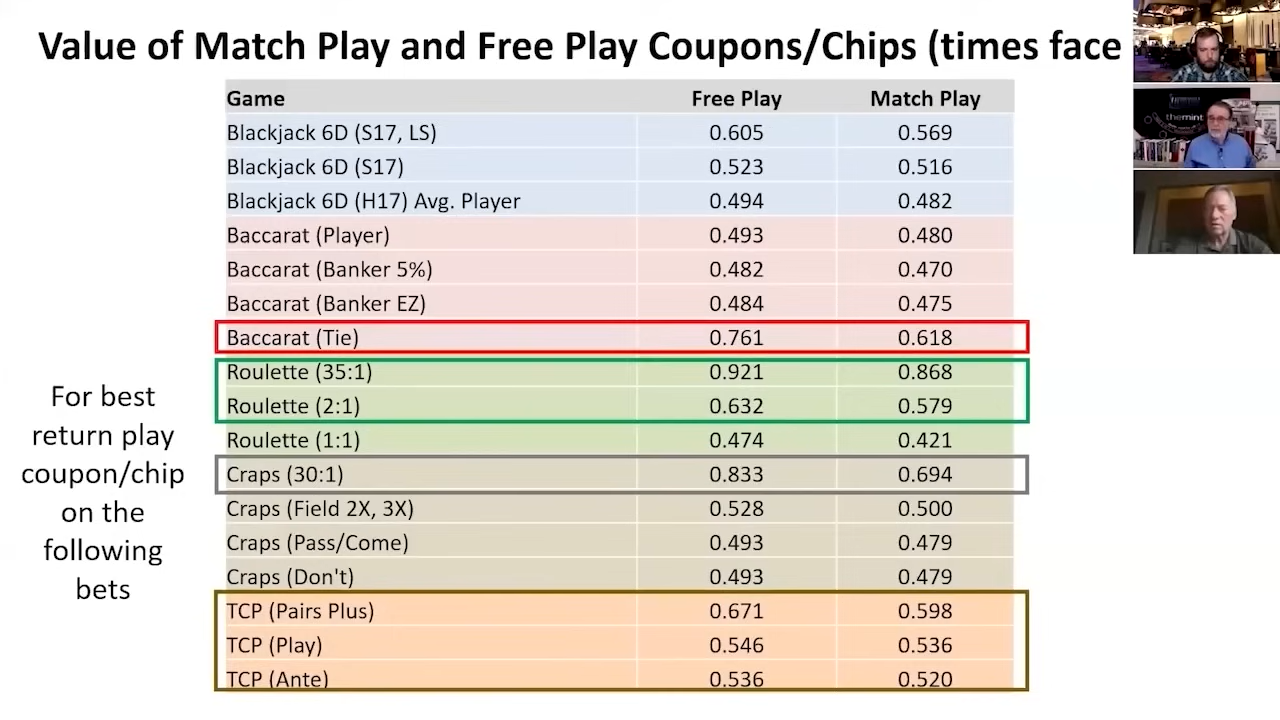 Value of Match Play and Free Play Coupons/Chips (times face
Game Free Play Match Play
Blackjack 6D (S17, LS) 0.605 0.569
Blackjack 6D (S17) 0.523 0.516
Blackjack 6D (H17) Avg. Player 0.494 0.482
Baccarat (Player) 0.493 0.480
Baccarat (Banker 5%) 0.482 0.470
Baccarat (Banker EZ) 0.484 0.475
Baccarat (Tie) 0.761 0.618
Roulette (35:1) 0.921 0.868
Roulette (2:1) 0.632 0.579
Roulette (1:1) 0.474 0.421
Craps (30:1) 0.833 0.694
Craps (Field 2X, 3X) 0.528 0.500
Craps (Pass/Come) 0.493 0.479
Craps (Don't) 0.493 0.479
TCP (Pairs Plus) 0.671 0.598
TCP (Play) 0.546 0.536
TCP (Ante) 0.536 0.520
For best
return play
coupon/chip
on the
following
bets
themint